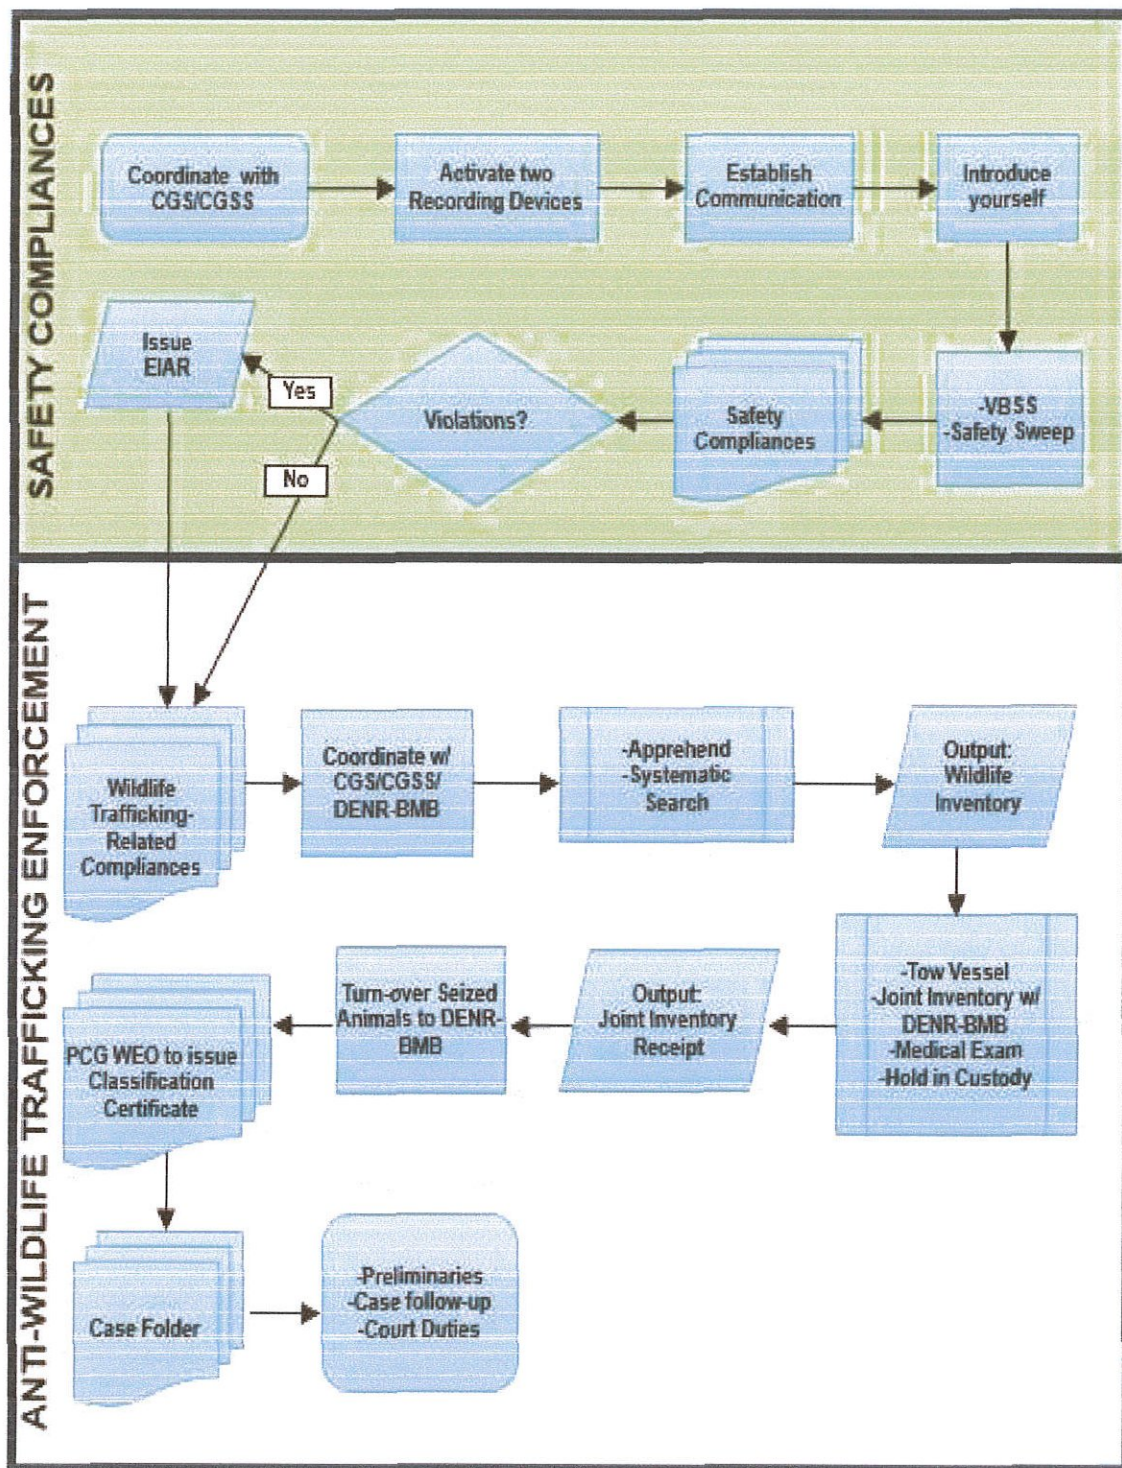 SAFETY COMPLIANCES
Coordinate with
CGS/CGSS
Activate two
Recording Devices
Establish
Communication
Introduce
yourself
Issue
EIAR
Yes
No
Violations?
Safety
Compliances
-VBSS
-Safety Sweep
ANTI-WILDLIFE TRAFFICKING ENFORCEMENT
Wildlife
Trafficking-
Related
Compliances
Coordinate w/
CGS/CGSS/
DENR-BMB
-Apprehend
-Systematic
Search
Output:
Wildlife
Inventory
PCG WEO to issue
Classification
Certificate
Turn-over Seized
Animals to DENR-
BMB
Output:
Joint Inventory
Receipt
-Tow Vessel
-Joint Inventory w/
DENR-BMB
-Medical Exam
-Hold in Custody
Case Folder
-Preliminaries
-Case follow-up
-Court Duties